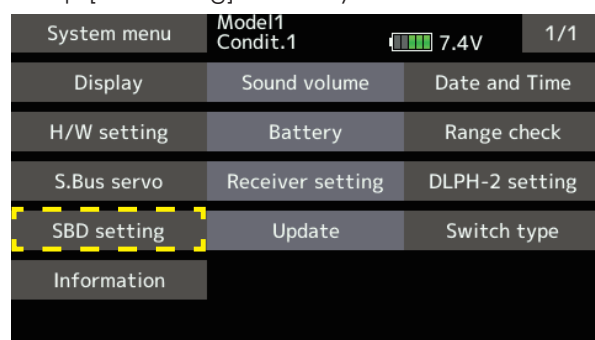 System menu Model1 1/1
Condit.1 7.4V
Display Sound volume Date and Time
H/W setting Battery Range check
S.Bus servo Receiver setting DLPH-2 setting
SBD setting Update Switch type
Information